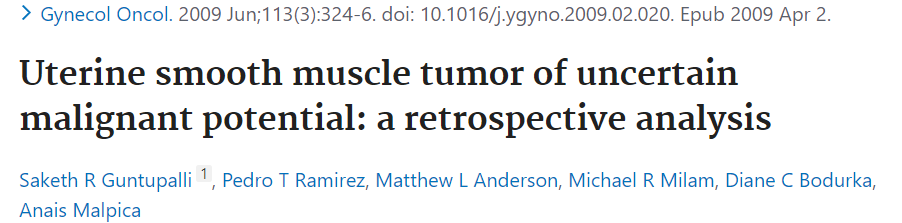 Gynecol Oncol. 2009 Jun;113(3):324-6. doi: 10.1016/j.ygyno.2009.02.020. Epub 2009 Apr 2.
Uterine smooth muscle tumor of uncertain
malignant potential: a retrospective analysis
Saketh R Guntupalli 1, Pedro T Ramirez, Matthew L Anderson, Michael R Milam, Diane C Bodurka,
Anais Malpica